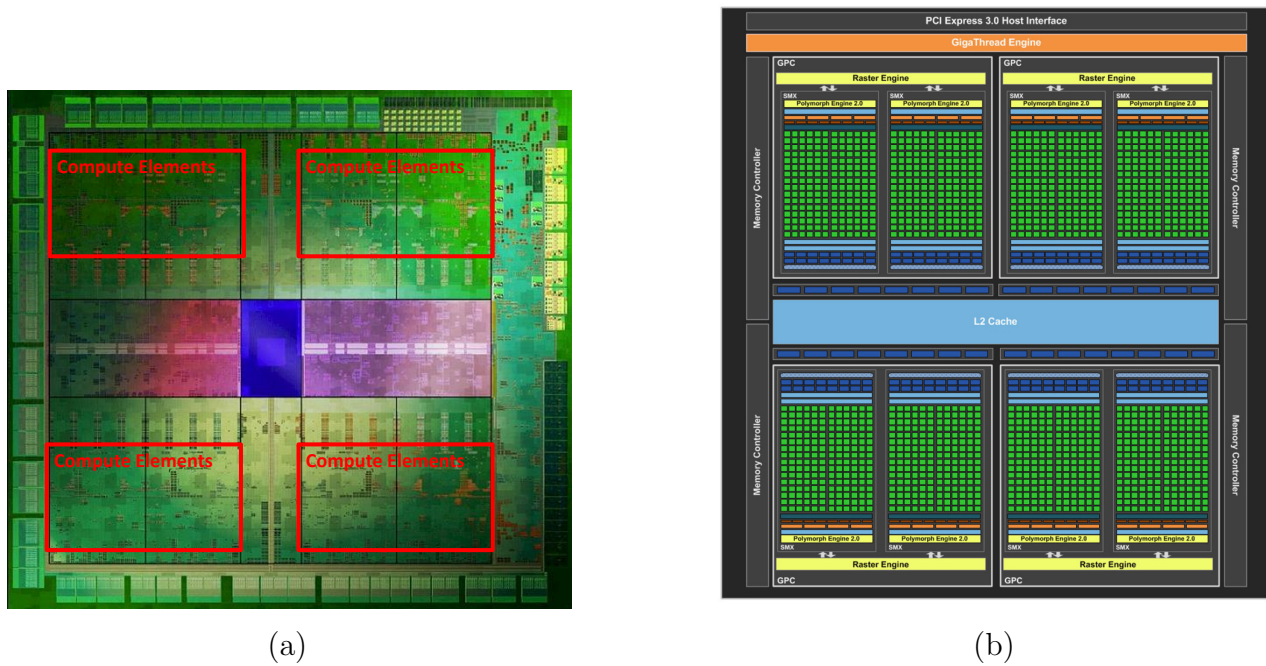 Compute Elements
Compute Elements
Compute Elements
Compute Elements
(a)
PCI Express 3.0 Host Interface
GigaThread Engine
GPC
GPC
Raster Engine
Raster Engine
SMX
SMX
SMX
SMX
Polymorph Engine 2.0
Polymorph Engine 2.0
Polymorph Engine 2.0
Polymorph Engine 2.0
Memory Controller
Memory Controller
L2 Cache
Memory Controller
Memory Controller
Polymorph Engine 2.0
Polymorph Engine 2.0
Polymorph Engine 2.0
Polymorph Engine 2.0
SMX
SMX
SMX
SMX
Raster Engine
Raster Engine
GPC
GPC
(b)